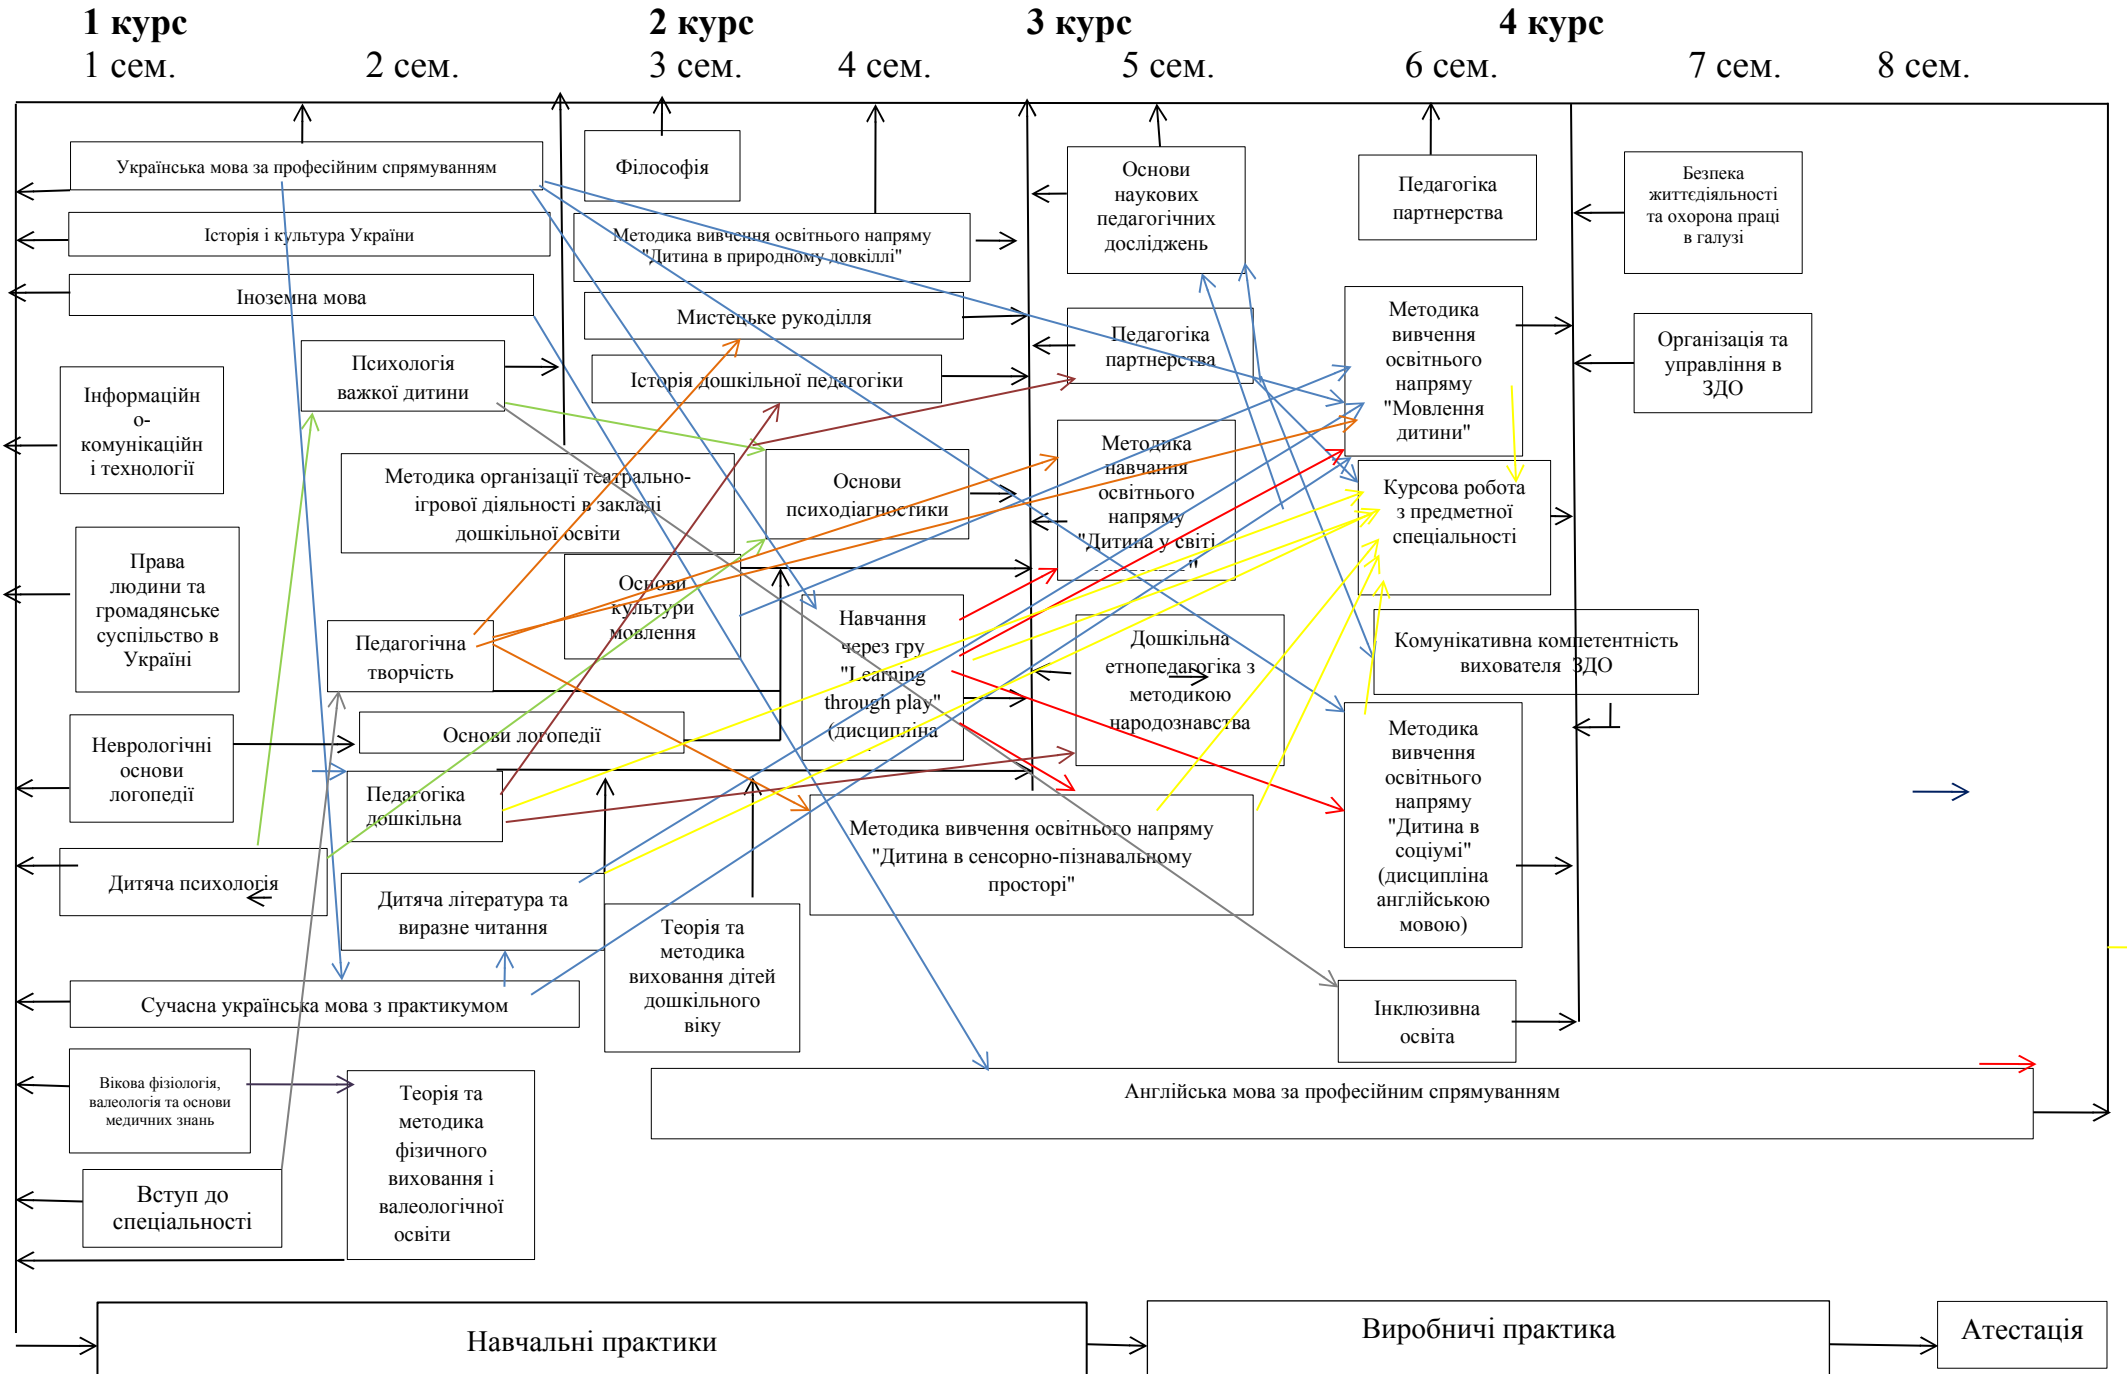 1 курс
2 курс
3 курс
4 курс
1 сем.
2 сем.
3 сем.
4 сем.
5 сем.
6 сем.
7 сем.
8 сем.
Українська мова за професійним спрямуванням
Історія і культура України
Іноземна мова
Інформаційн
о-
комунікаційн
і технології
Права
людини та
громадянське
суспільство в
Україні
Неврологічні
основи
логопедії
Дитяча психологія
Сучасна українська мова з практикумом
Вікова фізіологія,
валеологія та основи
медичних знань
Вступ до
спеціальності
Психологія
важкої дитини
Методика організації театрально-
ігрової діяльності в закладі
дошкільної освіти
Педагогічна
творчість
Основи логопедії
Педагогіка
дошкільна
Дитяча література та
виразне читання
Теорія та
методика
фізичного
виховання і
валеологічної
освіти
Філософія
Методика вивчення освітнього напряму
"Дитина в природному довкіллі"
Мистецьке рукоділля
Історія дошкільної педагогіки
Основи
психодіагностики
Основи
культури
мовлення
Навчання
через гру
"Learning
through play"
(дисципліна
Теорія та
методика
виховання дітей
дошкільного
віку
Основи
наукових
педагогічних
досліджень
Педагогіка
партнерства
Методика
навчання
освітнього
напряму
"Дитина у світі
"
Дошкільна
етнопедагогіка з
методикою
народознавства
Методика вивчення освітнього напряму
"Дитина в сенсорно-пізнавальному
просторі"
Педагогіка
партнерства
Методика
вивчення
освітнього
напряму
"Мовлення
дитини"
Курсова робота
з предметної
спеціальності
Комунікативна компетентність
вихователя ЗДО
Методика
вивчення
освітнього
напряму
"Дитина в
соціумі"
(дисципліна
англійською
мовою)
Інклюзивна
освіта
Безпека
життєдіяльності
та охорона праці
в галузі
Організація та
управління в
ЗДО
Англійська мова за професійним спрямуванням
Навчальні практики
Виробничі практика
Атестація